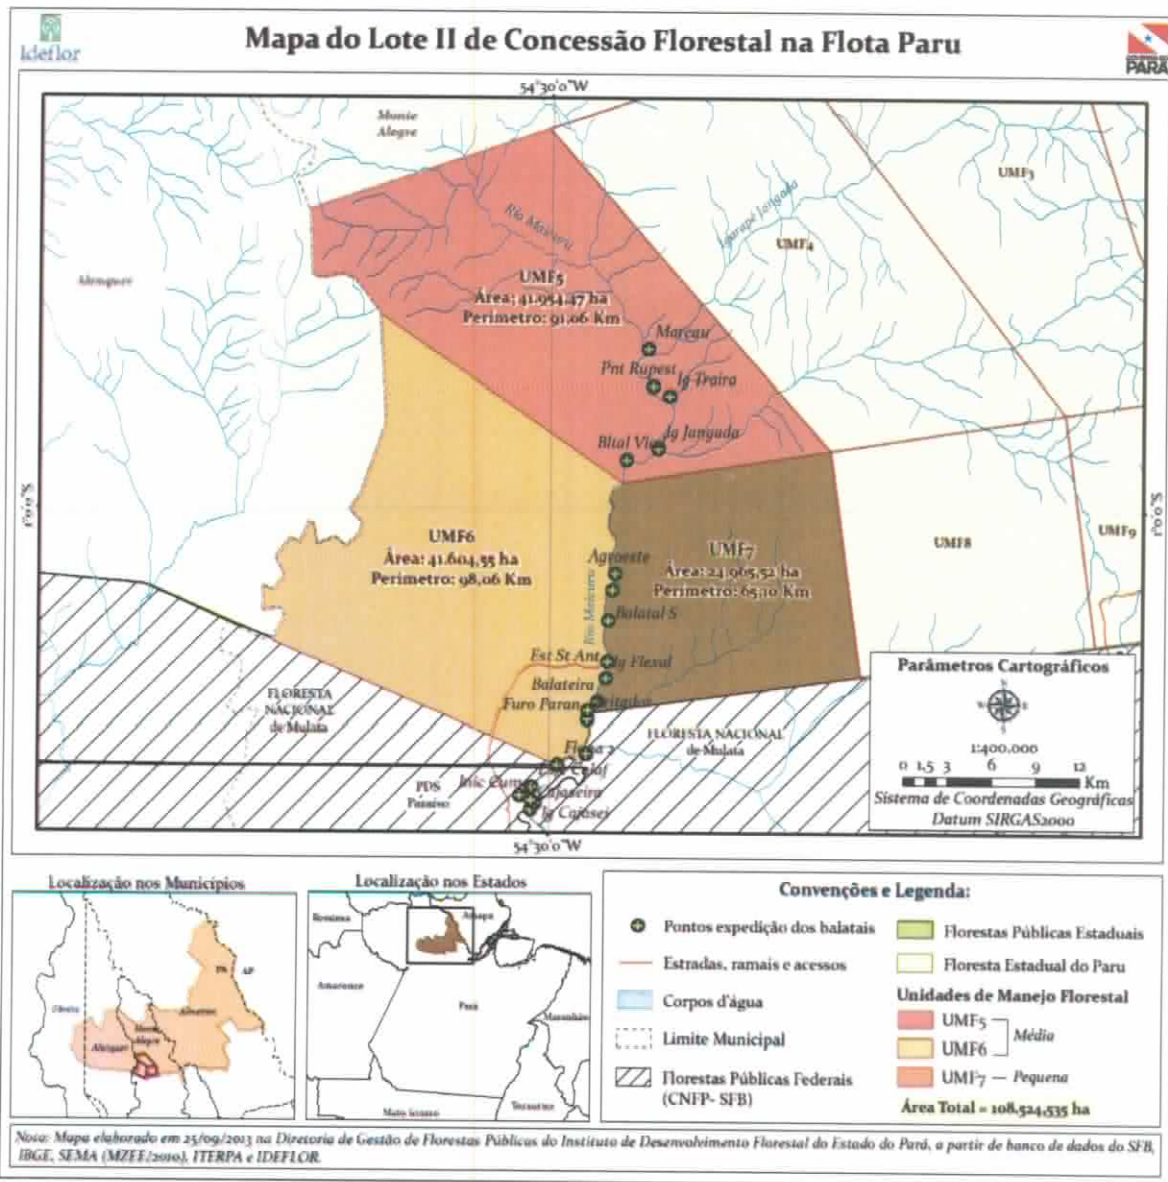 Ideflor
Mapa do Lote II de Concessão Florestal na Flota Paru
PARÁ
54°30'0"W
Monte
Alegre
UMF3
Rio Maicuru
Igarapé Jangada
UMF4
Almeirim
UMF5
Área: 41.954,47 ha
Perímetro: 91,06 Km
Marcau
Pnt Rupest
Ig Traira
Ig Janguda
Bltal
1°0'0"S
1°0'0"S
UMF6
Área: 41.604,55 ha
Perímetro: 98,06 Km
Agroeste
UMF7
Área: 24.965,52 ha
Perímetro: 65,10 Km
UMF8
UMF9
Rio Maicuru
Balatal S
Est St Ant
Ig Flexal
Balateira
Furo Paran
FLORESTA
NACIONAL
de Mulata
FLORESTA NACIONAL
de Mulata
PDS
Paraíso
Inic
Ig Cajasei
54°30'0"W
Parâmetros Cartográficos
1:400.000
0 1,5 3 6 9 12
Km
Sistema de Coordenadas Geográficas
Datum SIRGAS2000
Localização nos Municípios
Óbidos
Alenquer
Monte
Alegre
Almeirim
PA
AP
Localização nos Estados
Roraima
Amapá
Amazonas
Pará
Maranhão
Mato Grosso
Tocantins
Convenções e Legenda:
Pontos expedição dos balatais
Estradas, ramais e acessos
Corpos d'água
Limite Municipal
Florestas Públicas Federais
(CNFP- SFB)
Florestas Públicas Estaduais
Floresta Estadual do Paru
Unidades de Manejo Florestal
UMF5
UMF6
Média
UMF7 — Pequena
Área Total = 108.524,535 ha
Nota: Mapa elaborado em 25/09/2013 na Diretoria de Gestão de Florestas Públicas do Instituto de Desenvolvimento Florestal do Estado do Pará, a partir de banco de dados do SFB,
IBGE, SEMA (MZEE/2010), ITERPA e IDEFLOR.